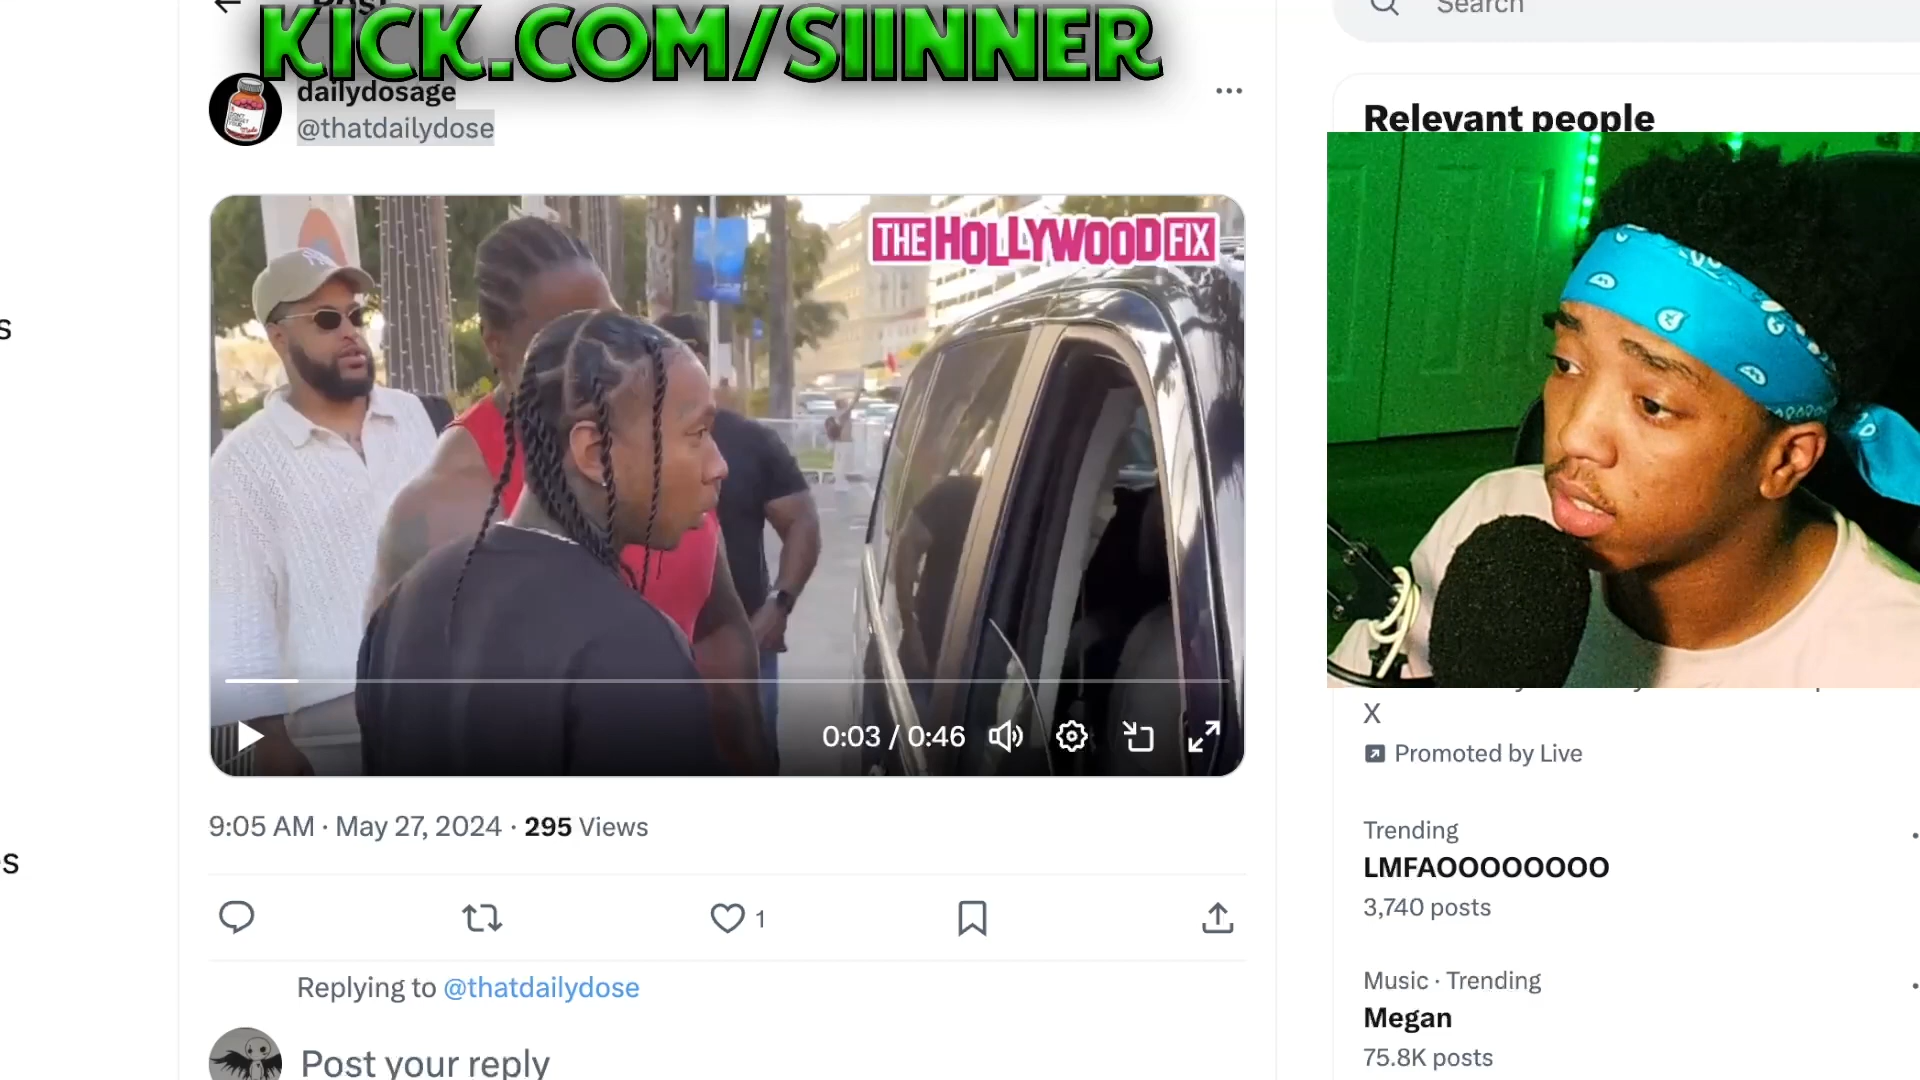 Post
KICK.COM/SIINNER
dailydosage
@thatdailydose
THE HOLLYWOOD FIX
0:03 / 0:46
9:05 AM · May 27, 2024 · 295 Views
1
Replying to @thatdailydose
Post your reply
Search
Relevant people
X
Promoted by Live
Trending
LMFAOOOOOOOO
3,740 posts
Music · Trending
Megan
75.8K posts